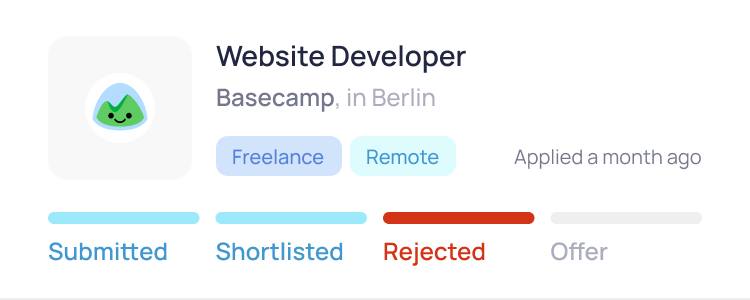 Website Developer
Basecamp, in Berlin
Freelance Remote Applied a month ago
Submitted Shortlisted Rejected Offer